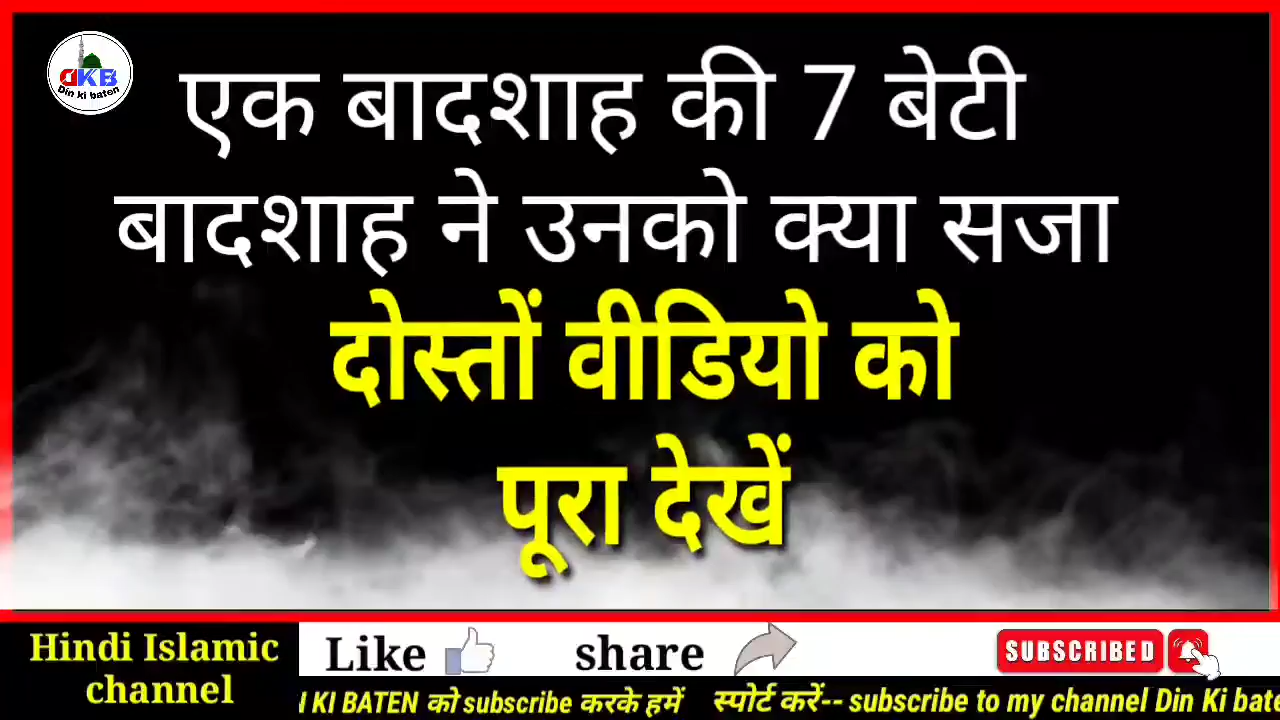 DKB
Din ki baten
एक बादशाह की 7 बेटी
बादशाह ने उनको क्या सजा
दोस्तों वीडियो को
पूरा देखें
Hindi Islamic
channel
Like
share
SUBSCRIBED
KI BATEN को subscribe करके हमें स्पोर्ट करें-- subscribe to my channel Din Ki bate